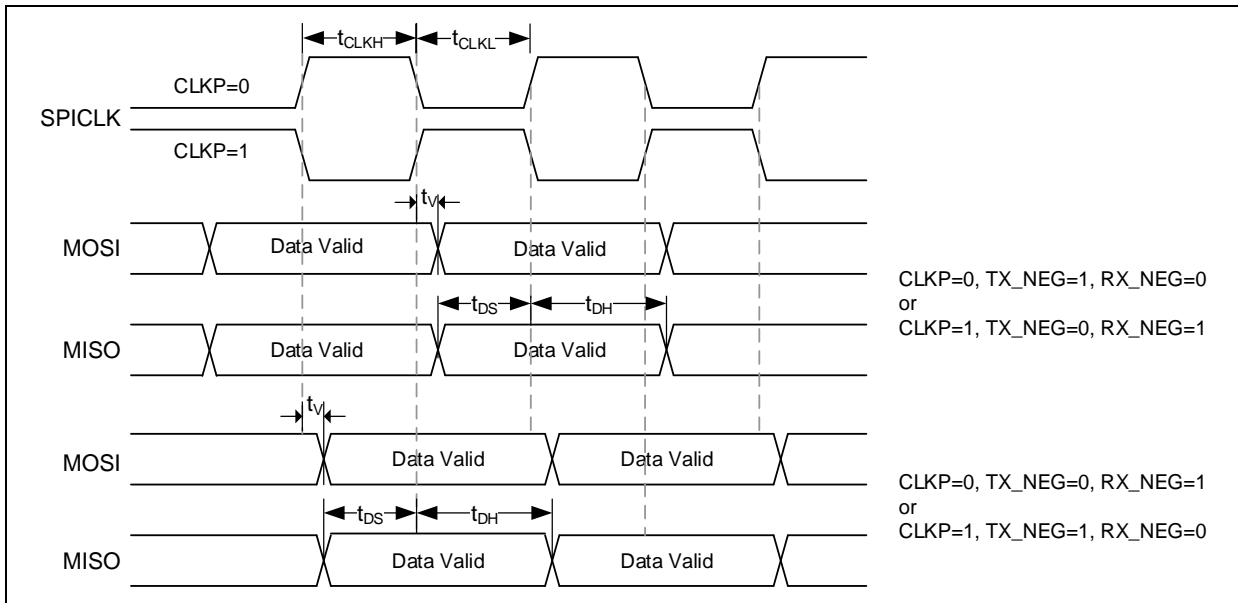 tCLKH tCLKL
CLKP=0
SPICLK
CLKP=1
tV
MOSI Data Valid Data Valid
tDS tDH
MISO Data Valid Data Valid
CLKP=0, TX_NEG=1, RX_NEG=0
or
CLKP=1, TX_NEG=0, RX_NEG=1
tV
MOSI Data Valid Data Valid
tDS tDH
MISO Data Valid Data Valid
CLKP=0, TX_NEG=0, RX_NEG=1
or
CLKP=1, TX_NEG=1, RX_NEG=0